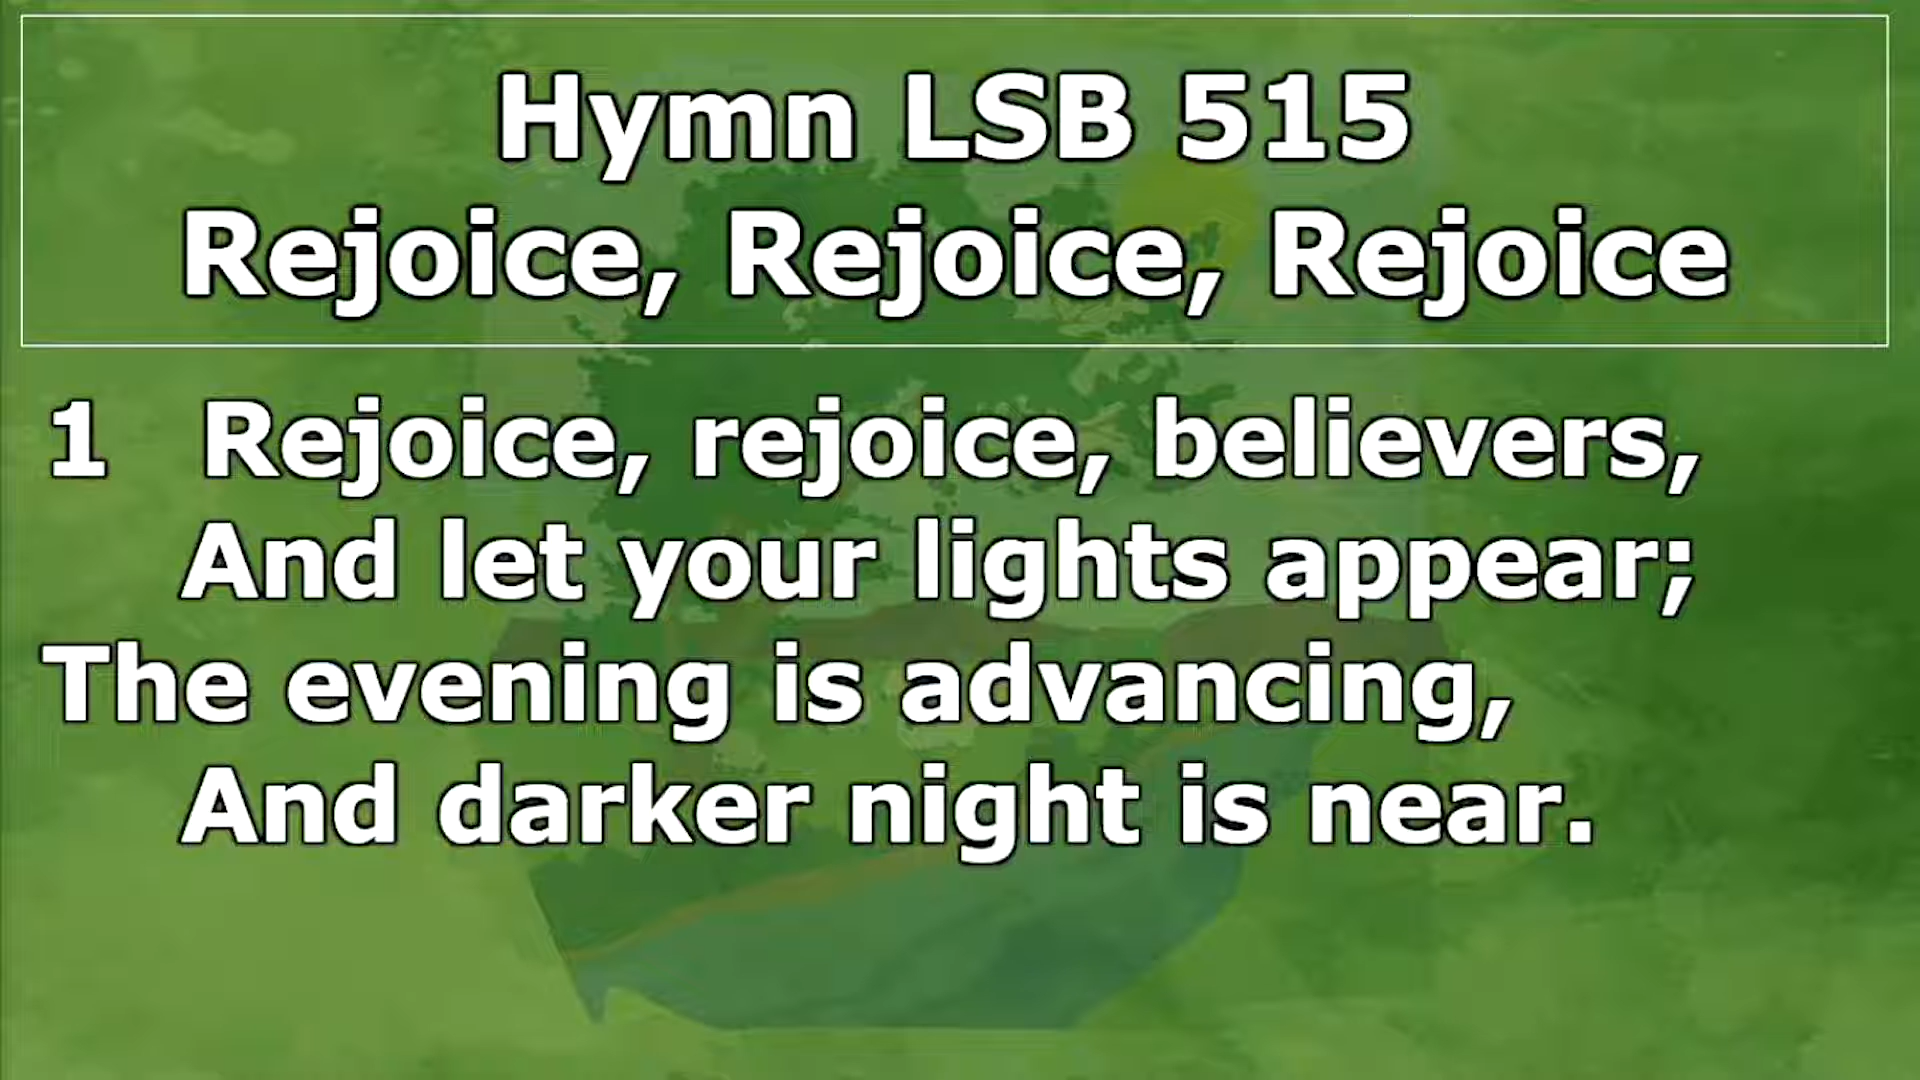 Hymn LSB 515
Rejoice, Rejoice, Rejoice
1 Rejoice, rejoice, believers,
And let your lights appear;
The evening is advancing,
And darker night is near.